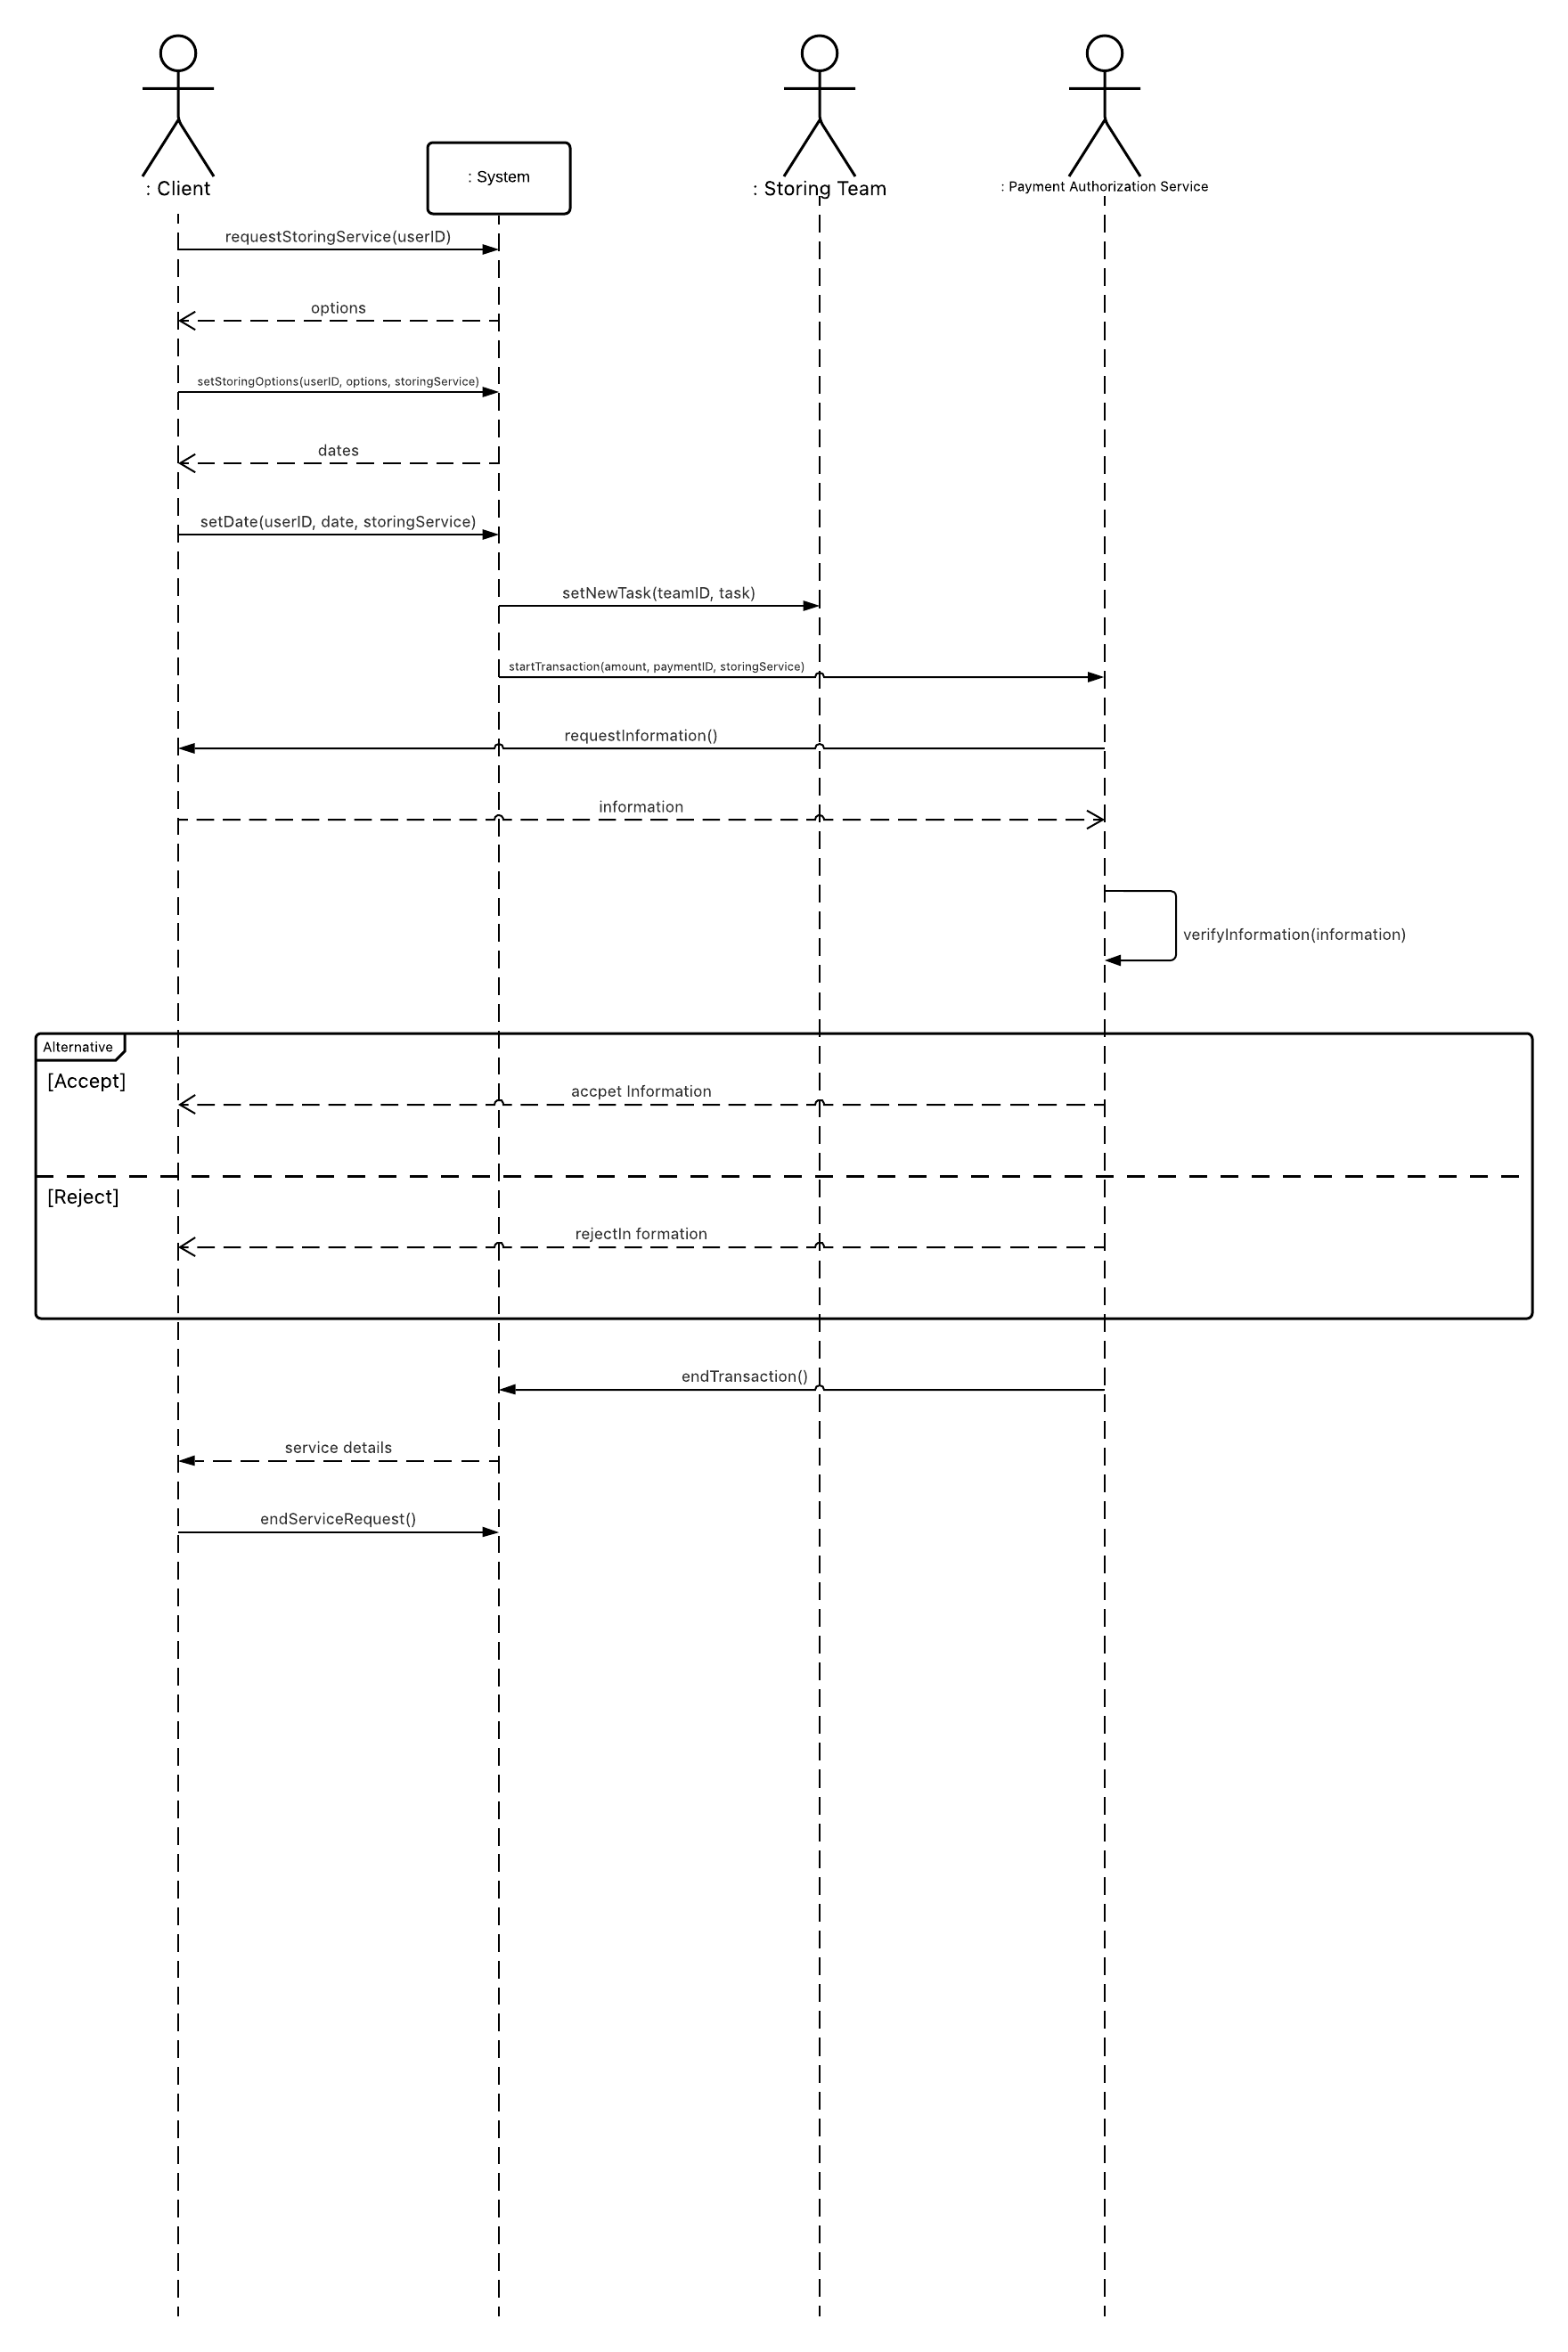 : Client
: System
: Storing Team
: Payment Authorization Service
requestStoringService(userID)
options
setStoringOptions(userID, options, storingService)
dates
setDate(userID, date, storingService)
setNewTask(teamID, task)
startTransaction(amount, paymentID, storingService)
requestInformation()
information
verifyInformation(information)
Alternative
[Accept]
accpet Information
[Reject]
rejectIn formation
endTransaction()
service details
endServiceRequest()